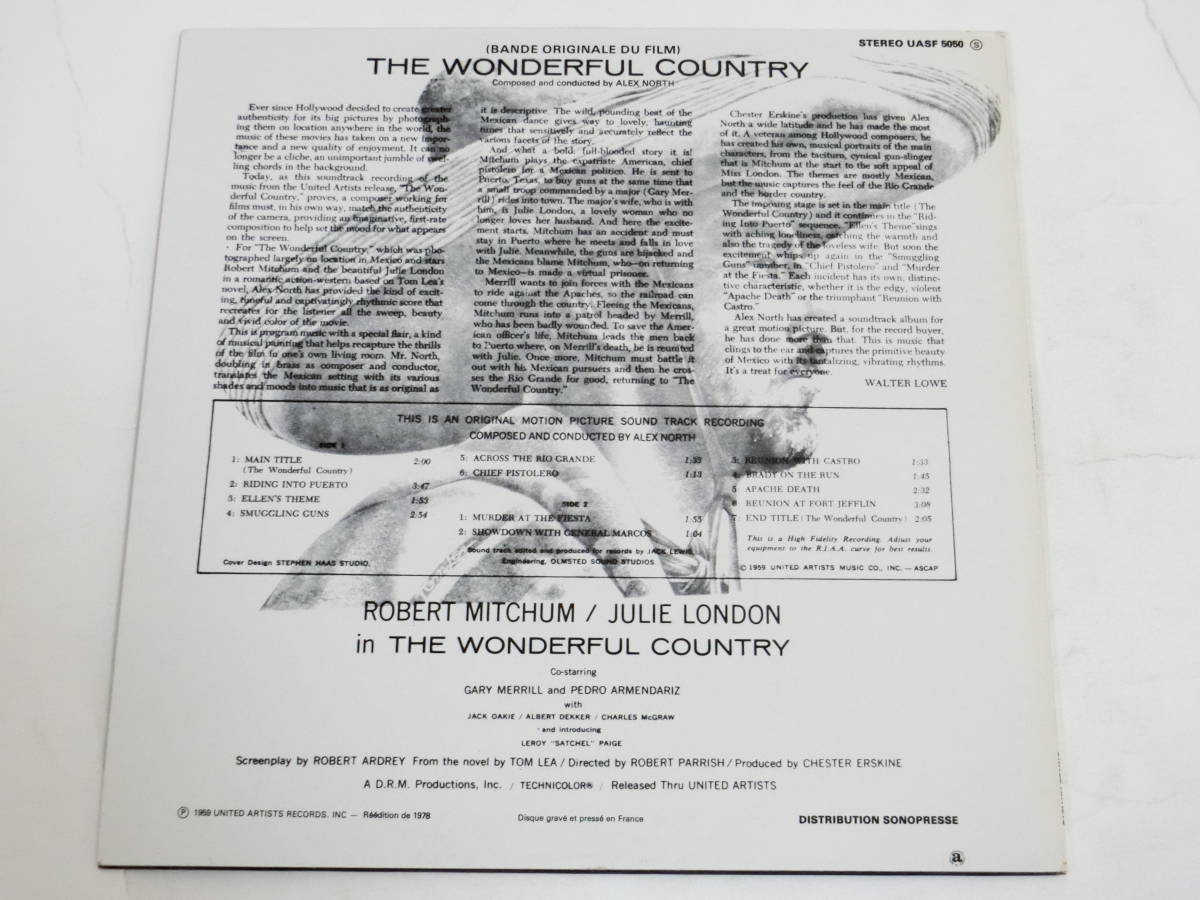 STEREO UASF 5050 Ⓢ
(BANDE ORIGINALE DU FILM)
THE WONDERFUL COUNTRY
Composed and conducted by ALEX NORTH
Ever since Hollywood decided to create greater
authenticity for its big pictures by photograph-
ing them on location anywhere in the world, the
music of these movies has taken on a new impor-
tance and a new quality of enjoyment. It can no
longer be a cliche, an unimportant jumble of swel-
ling chords in the background.
Today, as this soundtrack recording of the
music from the United Artists release, "The Won-
derful Country," proves, a composer working for
films must, in his own way, match the authenticity
of the camera, providing an imaginative, first-rate
composition to help set the mood for what appears
on the screen.
For "The Wonderful Country," which was pho-
tographed largely on location in Mexico and stars
Robert Mitchum and the beautiful Julie London
in a romantic action-western based on Tom Lea's
novel, Alex North has provided the kind of excit-
ing, tuneful and captivatingly rhythmic score that
recreates for the listener all the sweep, beauty
and vivid color of the movie.
This is program music with a special flair, a kind
of musical painting that helps recapture the thrills
of the film in one's own living room. Mr. North,
doubling in brass as composer and conductor,
translates the Mexican setting with its various
shades and moods into music that is as original as
it is descriptive. The wild, pounding beat of the
Mexican dance gives way to lovely, haunting
tunes that sensitively and accurately reflect the
various facets of the story.
And what a bold, full-blooded story it is!
Mitchum plays the expatriate American, chief
pistolero for a Mexican politico. He is sent to
Puerto, Texas, to buy guns at the same time that
a small troop commanded by a major (Gary Mer-
rill) rides into town. The major's wife, who is with
him, is Julie London, a lovely woman who no
longer loves her husband. And here the excite-
ment starts. Mitchum has an accident and must
stay in Puerto where he meets and falls in love
with Julie. Meanwhile, the guns are hijacked and
the Mexicans blame Mitchum, who—on returning
to Mexico—is made a virtual prisoner.
Merrill wants to join forces with the Mexicans
to ride against the Apaches, so the railroad can
come through the country. Fleeing the Mexicans,
Mitchum runs into a patrol headed by Merrill,
who has been badly wounded. To save the Amer-
ican officer's life, Mitchum leads the men back
to Puerto where, on Merrill's death, he is reunited
with Julie. Once more, Mitchum must battle it
out with his Mexican pursuers and then he cros-
ses the Rio Grande for good, returning to "The
Wonderful Country."
Chester Erskine's production has given Alex
North a wide latitude and he has made the most
of it. A veteran among Hollywood composers, he
has created his own, musical portraits of the main
characters, from the taciturn, cynical gun-slinger
that is Mitchum at the start to the soft appeal of
Miss London. The themes are mostly Mexican,
but the music captures the feel of the Rio Grande
and the border country.
The imposing stage is set in the main title (The
Wonderful Country) and it continues in the "Rid-
ing Into Puerto" sequence. "Ellen's Theme" sings
with aching loneliness, catching the warmth and
also the tragedy of the loveless wife. But soon the
excitement whips up again in the "Smuggling
Guns" number, in "Chief Pistolero" and "Murder
at the Fiesta." Each incident has its own, distinc-
tive characteristic, whether it is the edgy, violent
"Apache Death" or the triumphant "Reunion with
Castro."
Alex North has created a soundtrack album for
a great motion picture. But, for the record buyer,
he has done more than that. This is music that
clings to the ear and captures the primitive beauty
of Mexico with its tantalizing, vibrating rhythms.
It's a treat for everyone.
WALTER LOWE
THIS IS AN ORIGINAL MOTION PICTURE SOUND TRACK RECORDING
COMPOSED AND CONDUCTED BY ALEX NORTH
SIDE 1
1: MAIN TITLE 2:00
(The Wonderful Country)
2: RIDING INTO PUERTO 3:47
3: ELLEN'S THEME 1:53
4: SMUGGLING GUNS 2:54
5: ACROSS THE RIO GRANDE 1:33
6: CHIEF PISTOLERO 1:13
SIDE 2
1: MURDER AT THE FIESTA 1:55
2: SHOWDOWN WITH GENERAL MARCOS 1:04
3: REUNION WITH CASTRO 1:33
4: BRADY ON THE RUN 1:45
5 APACHE DEATH 2:32
6 REUNION AT FORT JEFFLIN 3:08
7 END TITLE (The Wonderful Country) 2:05
Sound track edited and produced for records by JACK LEWIS.
Engineering, OLMSTED SOUND STUDIOS.
This is a High Fidelity Recording. Adjust your
equipment to the R.I.A.A. curve for best results.
Cover Design STEPHEN HAAS STUDIO.
© 1959 UNITED ARTISTS MUSIC CO., INC. — ASCAP
ROBERT MITCHUM / JULIE LONDON
in THE WONDERFUL COUNTRY
Co-starring
GARY MERRILL and PEDRO ARMENDARIZ
with
JACK OAKIE / ALBERT DEKKER / CHARLES McGRAW
and introducing
LEROY "SATCHEL" PAIGE
Screenplay by ROBERT ARDREY From the novel by TOM LEA / Directed by ROBERT PARRISH / Produced by CHESTER ERSKINE
A D.R.M. Productions, Inc. / TECHNICOLOR® / Released Thru UNITED ARTISTS
Ⓟ 1959 UNITED ARTISTS RECORDS. INC — Réédition de 1978
Disque gravé et pressé en France
DISTRIBUTION SONOPRESSE
a